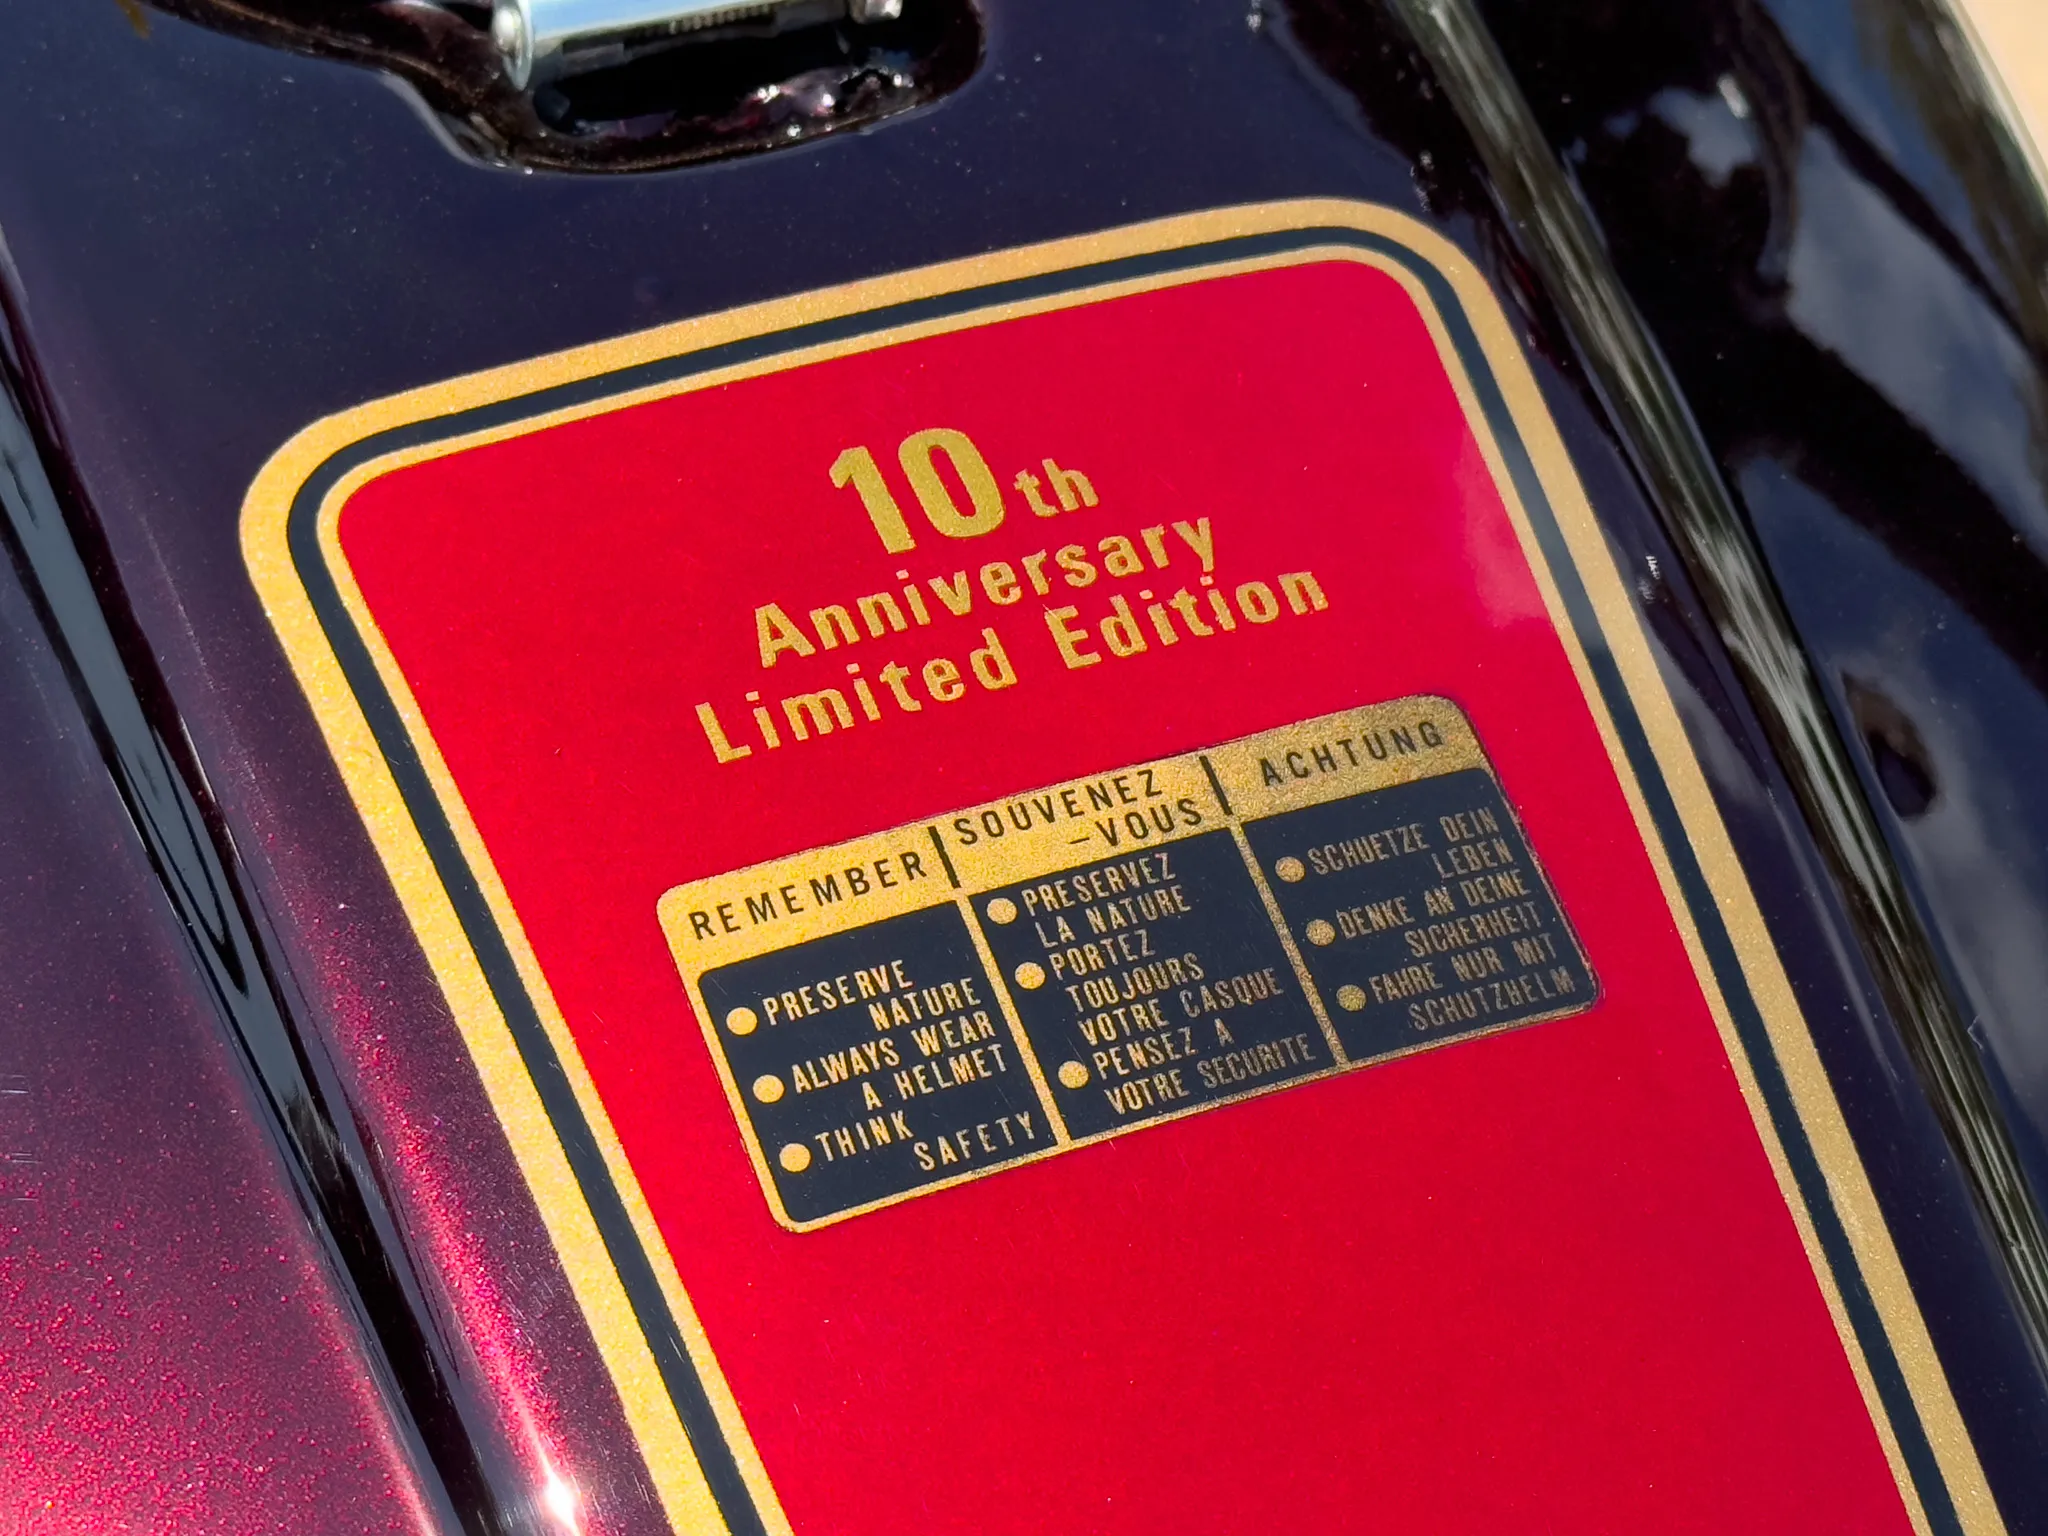 10th
Anniversary
Limited Edition
REMEMBER
● PRESERVE
NATURE
● ALWAYS WEAR
A HELMET
● THINK
SAFETY
SOUVENEZ
-VOUS
● PRESERVEZ
LA NATURE
● PORTEZ
TOUJOURS
VOTRE CASQUE
● PENSEZ A
VOTRE SECURITE
ACHTUNG
● SCHUETZE DEIN
LEBEN
● DENKE AN DEINE
SICHERHEIT
● FAHRE NUR MIT
SCHUTZHELM